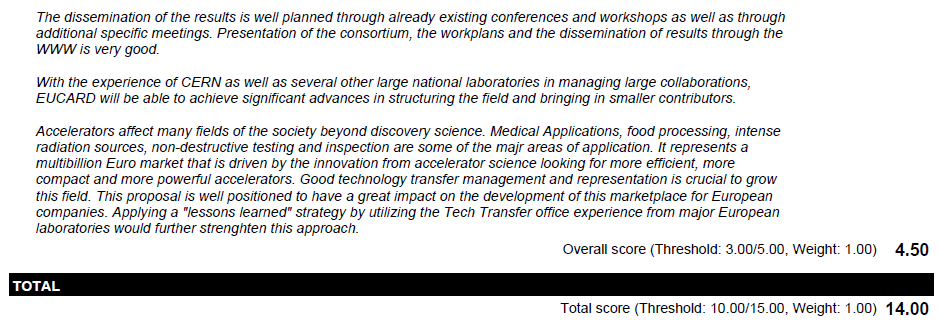 The dissemination of the results is well planned through already existing conferences and workshops as well as through
additional specific meetings. Presentation of the consortium, the workplans and the dissemination of results through the
WWW is very good.
With the experience of CERN as well as several other large national laboratories in managing large collaborations,
EUCARD will be able to achieve significant advances in structuring the field and bringing in smaller contributors.
Accelerators affect many fields of the society beyond discovery science. Medical Applications, food processing, intense
radiation sources, non-destructive testing and inspection are some of the majr areas of application. It represents a
multibillion Euro market that is driven by the innovation from accelerator science looking for more efficient, more
compact and more powerful accelerators. Good technology transfer management and representation is crucial to grow
this field. This proposal is well positioned to have a great impact on the development of this marketplace for European
companies. Applying a "lessons learned" strategy by utilizing the Tech Transfer office experience from major European
laboratories would further strenghten this approach.
Overall score (Threshold: 3.00/5.00, Weight: 1.00) 4.50
TOTAL
Total score (Threshold: 10.00/15.00, Weight: 1.00) 14.00